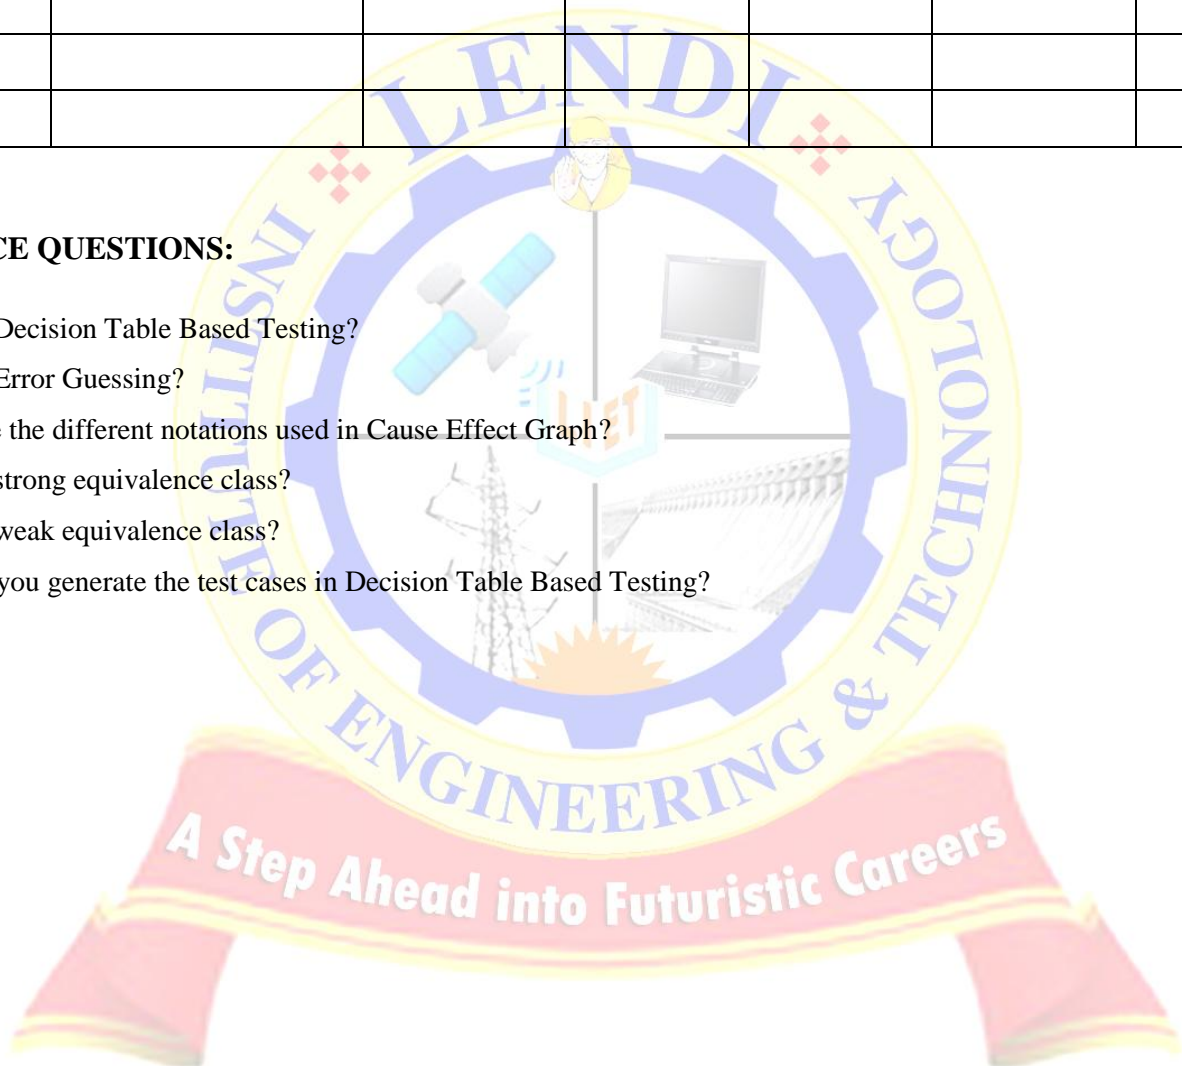 CE QUESTIONS:
Decision Table Based Testing?
Error Guessing?
the different notations used in Cause Effect Graph?
strong equivalence class?
weak equivalence class?
you generate the test cases in Decision Table Based Testing?
LENDI
INSTITUTE OF ENGINEERING & TECHNOLOGY
LIET
A Step Ahead into Futuristic Careers